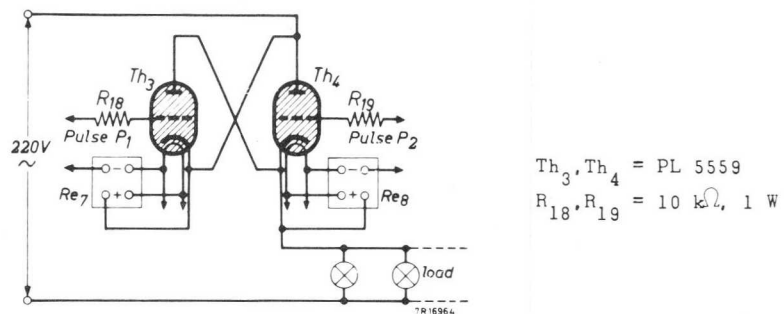 Th3
Th4
R18
R19
Pulse P1
Pulse P2
220V
~
- 
+
Re7
-
+
Re8
load
7R16964
Th3,Th4 = PL 5559
R18,R19 = 10 kΩ, 1 W